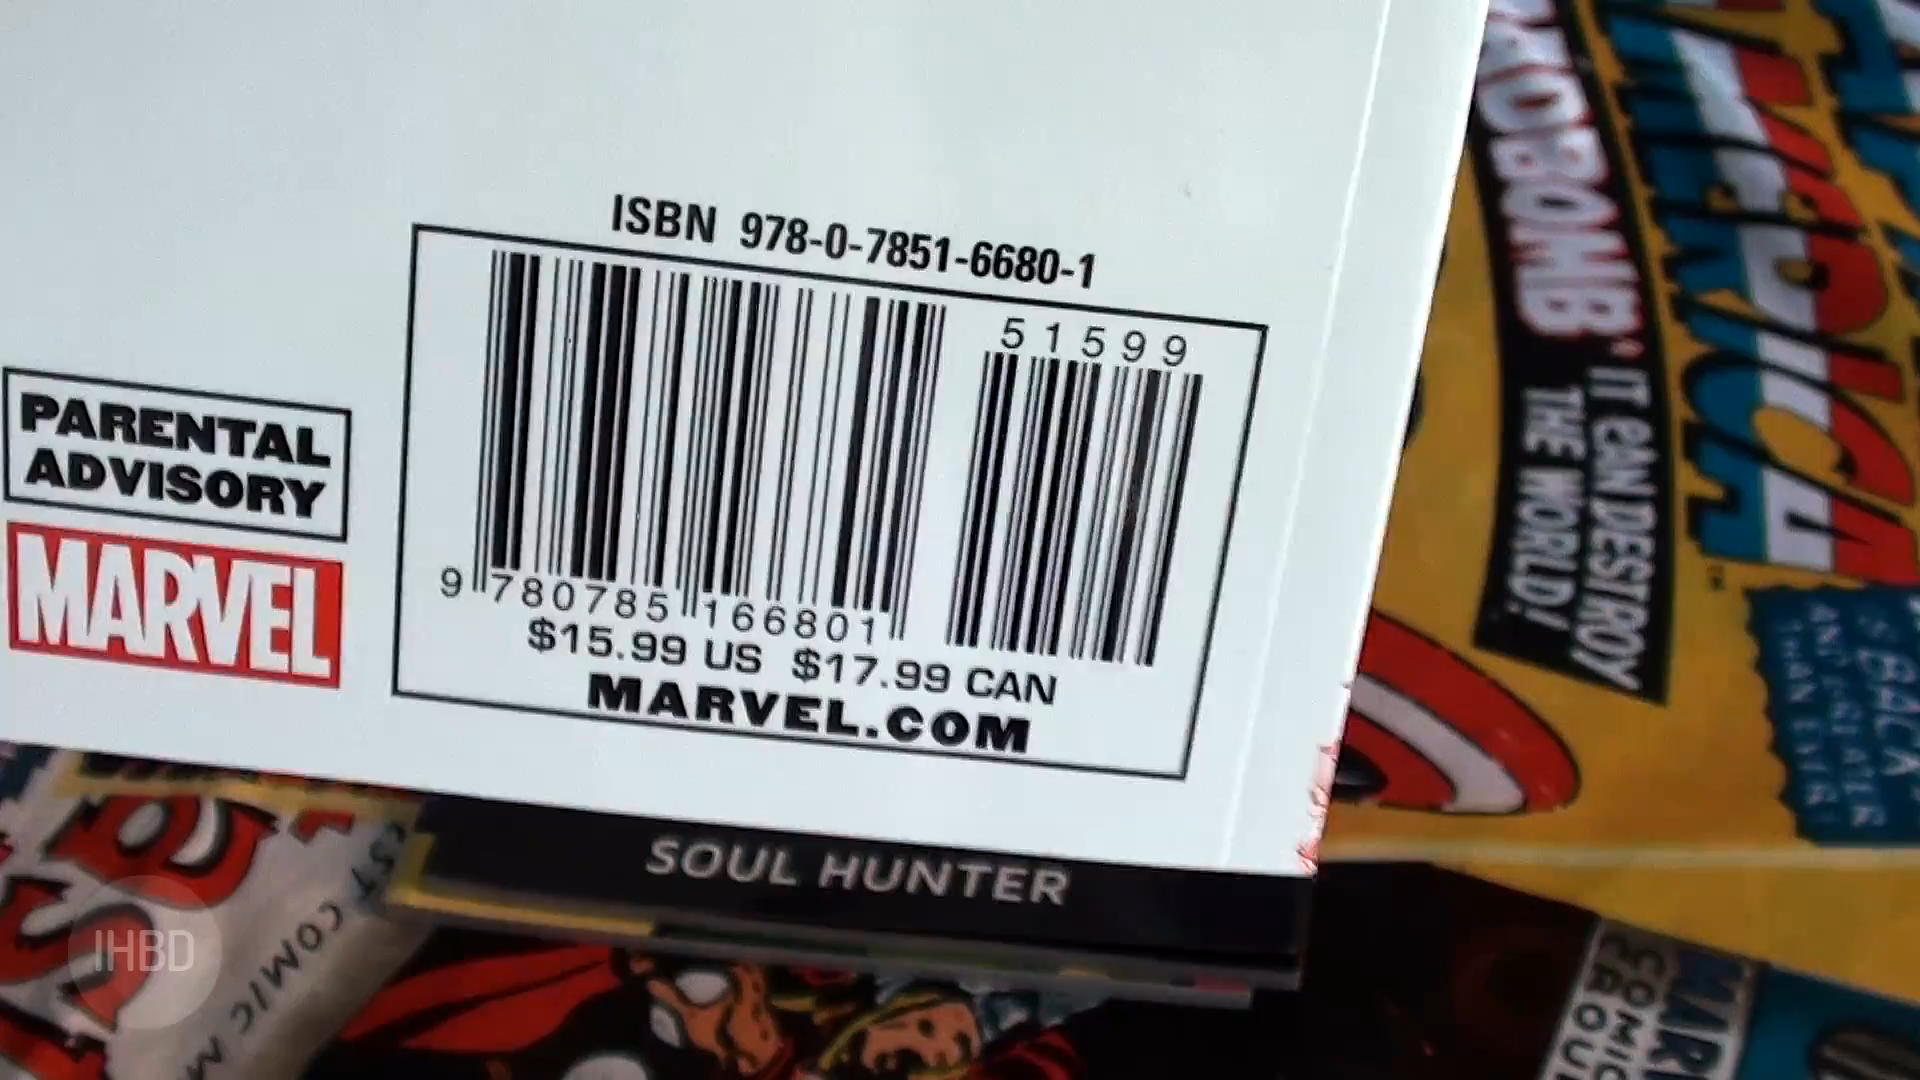 ISBN 978-0-7851-6680-1
51599
9 780785 166801
$15.99 US $17.99 CAN
MARVEL.COM
PARENTAL
ADVISORY
MARVEL
SOUL HUNTER
IT CAN DESTROY
THE WORLD!
COMIC
IHBD